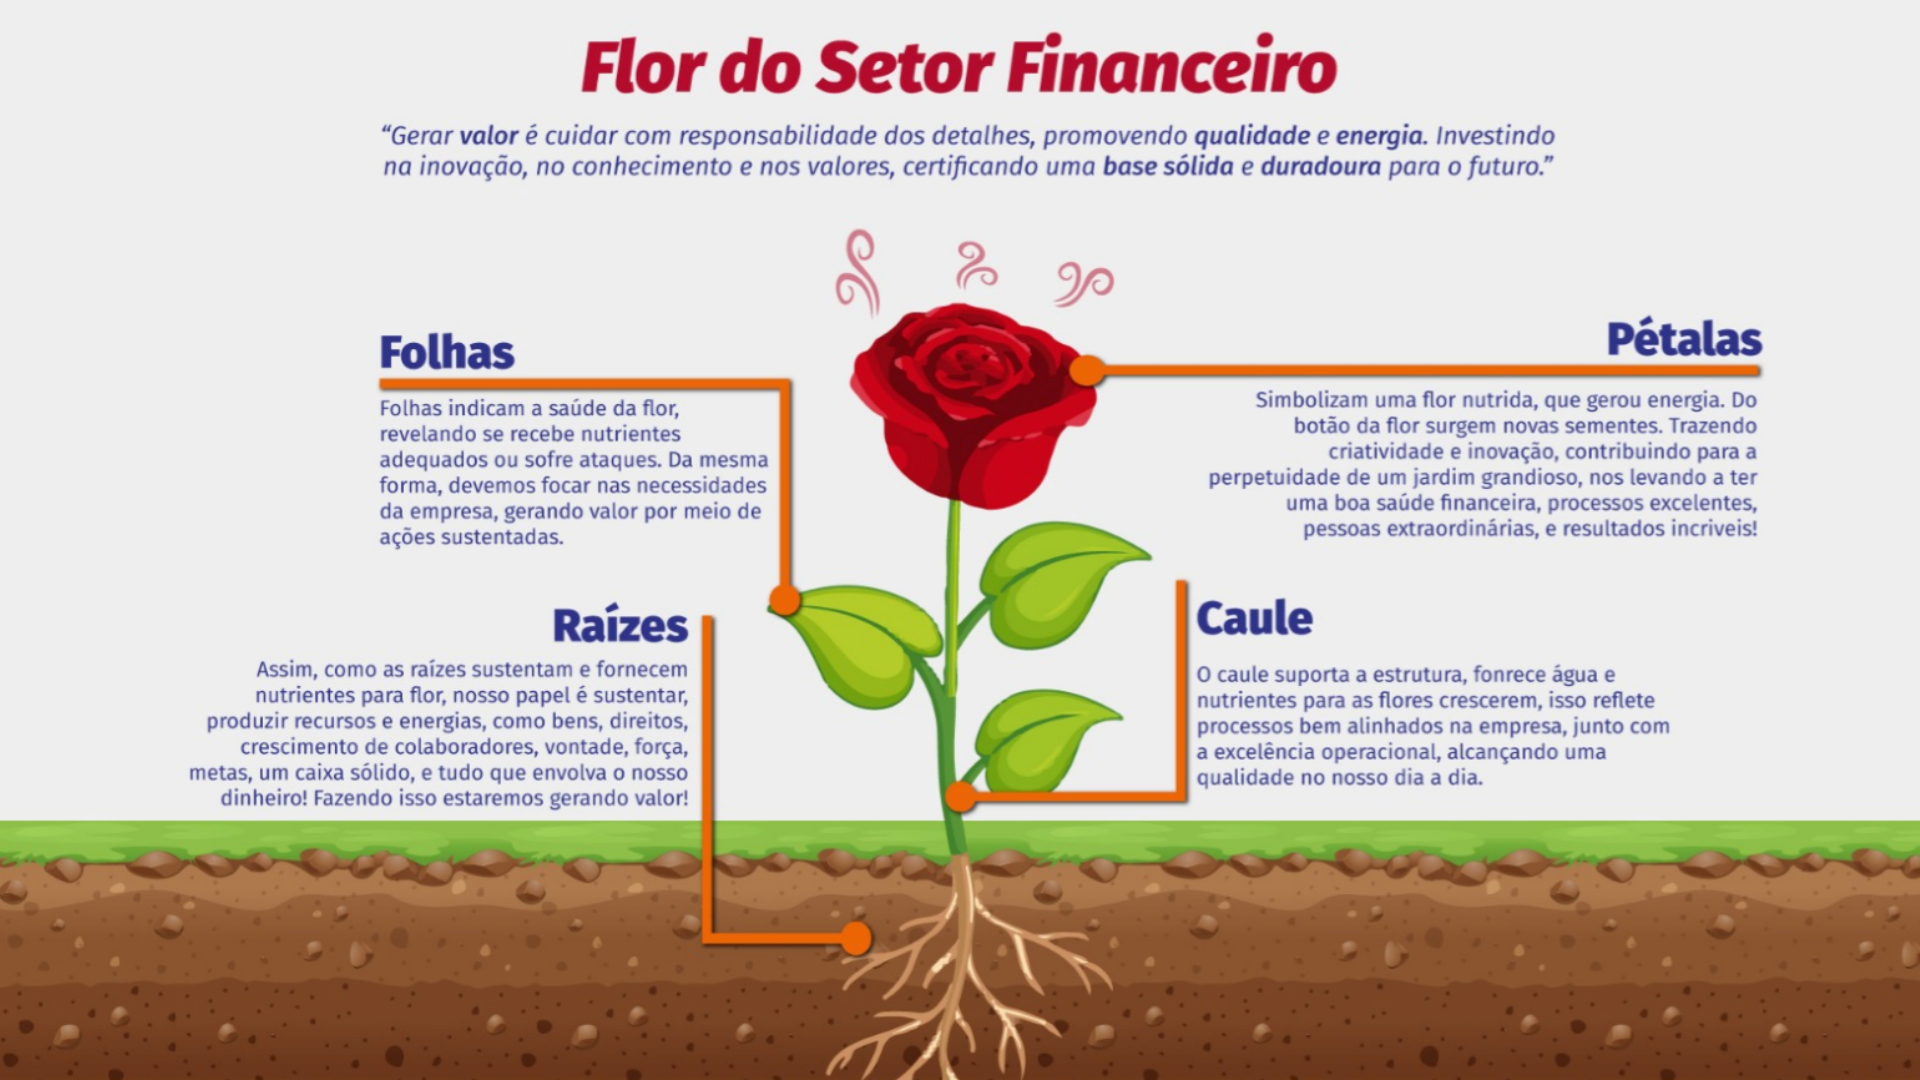 Flor do Setor Financeiro
“Gerar valor é cuidar com responsabilidade dos detalhes, promovendo qualidade e energia. Investindo
na inovação, no conhecimento e nos valores, certificando uma base sólida e duradoura para o futuro.”
Folhas
Folhas indicam a saúde da flor,
revelando se recebe nutrientes
adequados ou sofre ataques. Da mesma
forma, devemos focar nas necessidades
da empresa, gerando valor por meio de
ações sustentadas.
Pétalas
Simbolizam uma flor nutrida, que gerou energia. Do
botão da flor surgem novas sementes. Trazendo
criatividade e inovação, contribuindo para a
perpetuidade de um jardim grandioso, nos levando a ter
uma boa saúde financeira, processos excelentes,
pessoas extraordinárias, e resultados incriveis!
Raízes
Assim, como as raízes sustentam e fornecem
nutrientes para flor, nosso papel é sustentar,
produzir recursos e energias, como bens, direitos,
crescimento de colaboradores, vontade, força,
metas, um caixa sólido, e tudo que envolva o nosso
dinheiro! Fazendo isso estaremos gerando valor!
Caule
O caule suporta a estrutura, fonrece água e
nutrientes para as flores crescerem, isso reflete
processos bem alinhados na empresa, junto com
a excelência operacional, alcançando uma
qualidade no nosso dia a dia.